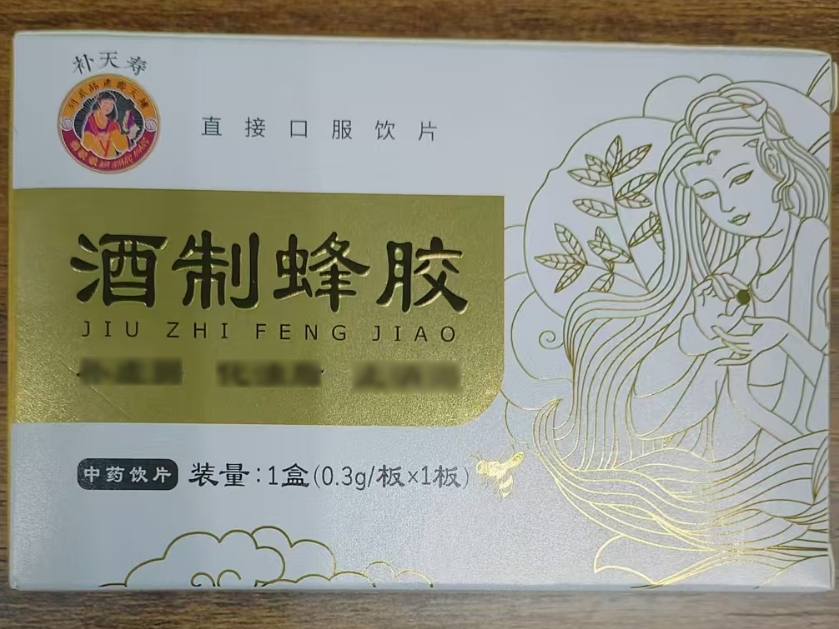 补天寿
直接口服饮片
酒制蜂胶
JIU ZHI FENG JIAO
中药饮片 装量：1盒(0.3g/板×1板)